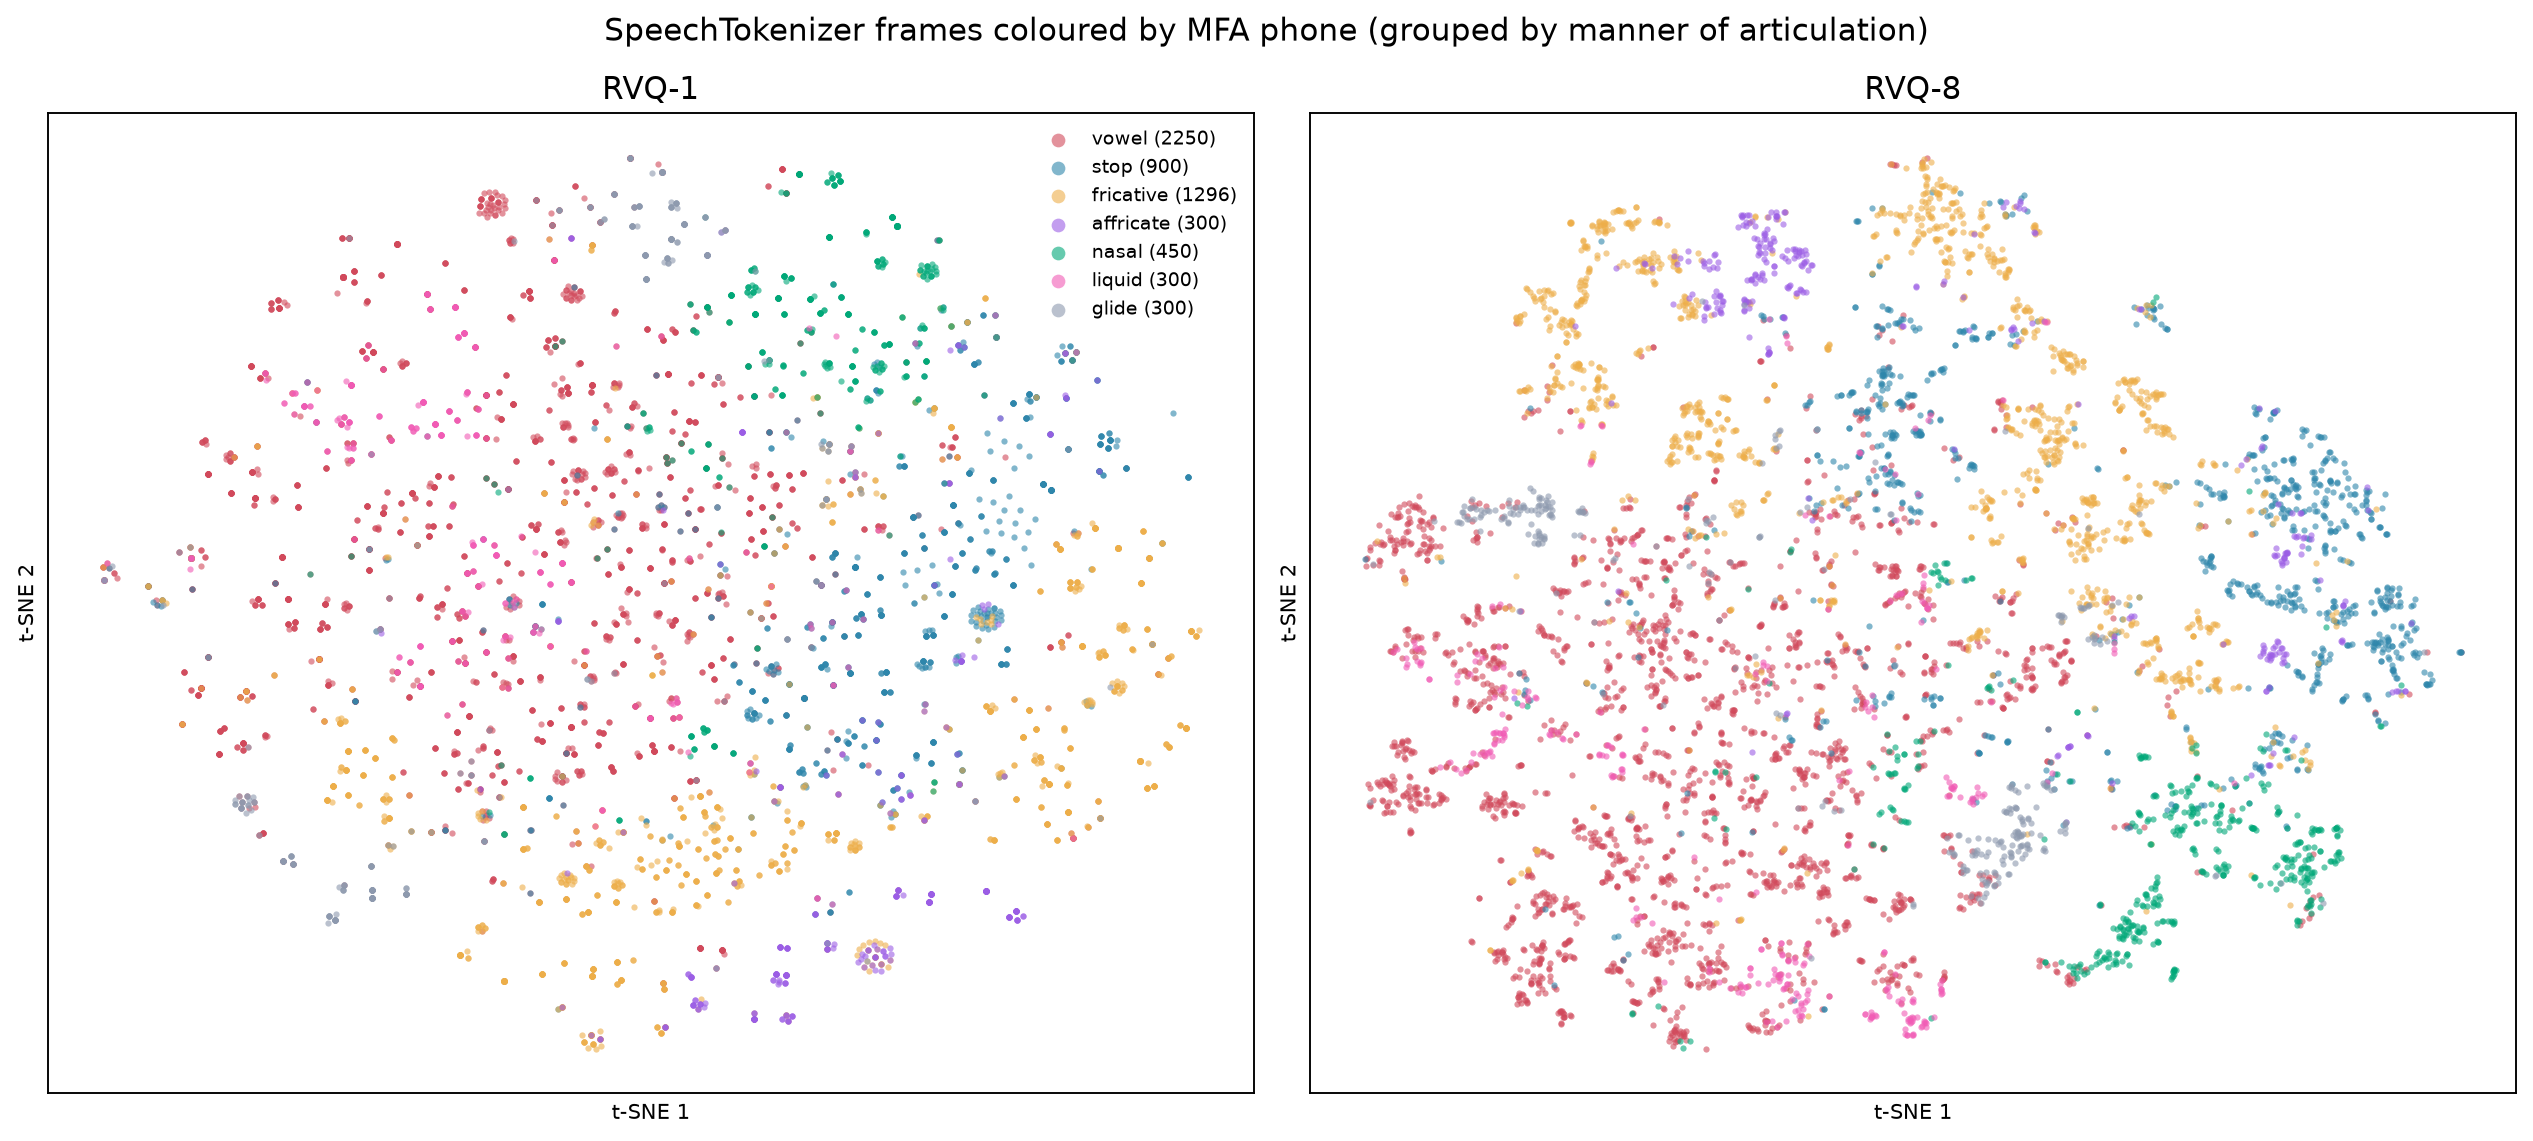 SpeechTokenizer frames coloured by MFA phone (grouped by manner of articulation)
RVQ-1
vowel (2250)
stop (900)
fricative (1296)
affricate (300)
nasal (450)
liquid (300)
glide (300)
t-SNE 2
t-SNE 1
RVQ-8
t-SNE 2
t-SNE 1